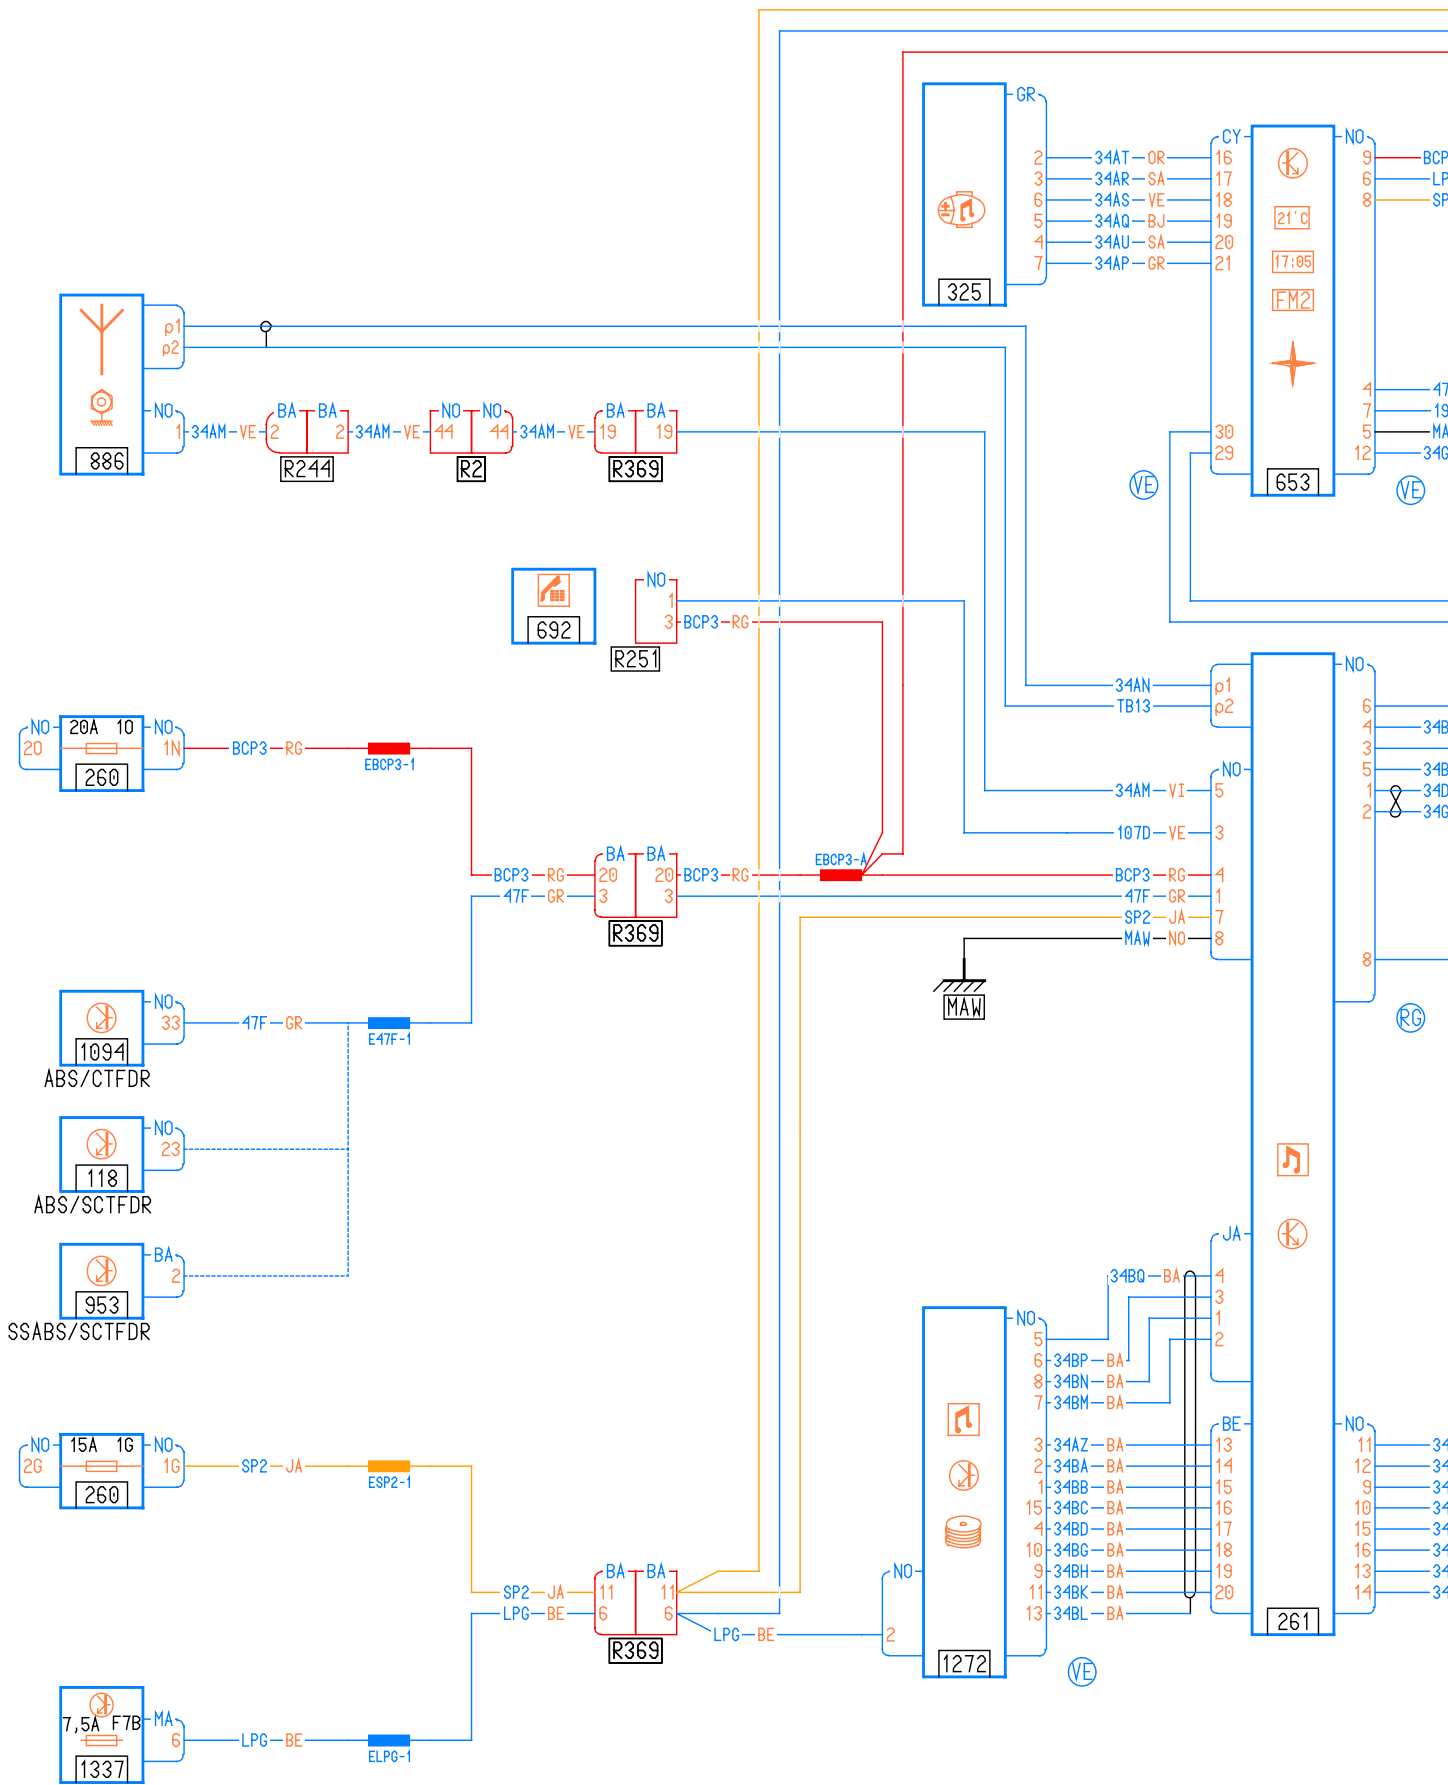 GR
2 34AT OR 16
3 34AR SA 17
6 34AS VE 18
5 34AQ BJ 19
4 34AU SA 20
7 34AP GR 21
325
CY NO
9 BCP
6 LP
8 SP
21°C
17:05
FM2
4 47
7 19
30 5 MA
29 12 34G
653
VE VE
p1
p2
NO BA BA NO NO BA BA
1 34AM VE 2 2 34AM VE 44 44 34AM VE 19 19
886 R244 R2 R369
NO
1
3 BCP3 RG
692
R251
34AN p1
TB13 p2
NO
6
4 34B
3
5 34B
1 34D
2 34G
8
RG
NO 20A 10 NO
20 1N BCP3 RG
260
EBCP3-1
NO
34AM VI 5
107D VE 3
BA BA
BCP3 RG 20 20 BCP3 RG EBCP3-A BCP3 RG 4
47F GR 3 3 47F GR 1
R369 SP2 JA 7
MAW NO 8
MAW
NO
33 47F GR
E47F-1
1094
ABS/CTFDR
NO
23
118
ABS/SCTFDR
BA
2
953
SSABS/SCTFDR
JA
34BQ BA 4
3
1
2
NO
5
6 34BP BA
8 34BN BA
7 34BM BA
BE NO
3 34AZ BA 13 11 34
2 34BA BA 14 12 34
1 34BB BA 15 9 34
15 34BC BA 16 10 34
4 34BD BA 17 15 34
10 34BG BA 18 16 34
9 34BH BA 19 13 34
11 34BK BA 20 14 34
13 34BL BA
261
NO
2
1272
VE
NO 15A 1G NO
2G 1G SP2 JA
260
ESP2-1
BA BA
SP2 JA 11 11
LPG BE 6 6
LPG BE
R369
7,5A F7B MA
6 LPG BE
1337
ELPG-1